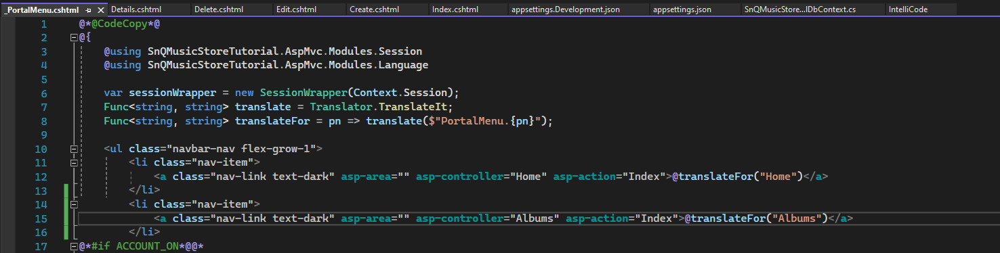 _PortalMenu.cshtml Details.cshtml Delete.cshtml Edit.cshtml Create.cshtml Index.cshtml appsettings.Development.json appsettings.json SnQMusicStore...lDbContext.cs IntelliCode
1 @*@CodeCopy*@
2 @{
3 @using SnQMusicStoreTutorial.AspMvc.Modules.Session
4 @using SnQMusicStoreTutorial.AspMvc.Modules.Language
5
6 var sessionWrapper = new SessionWrapper(Context.Session);
7 Func<string, string> translate = Translator.TranslateIt;
8 Func<string, string> translateFor = pn => translate($"PortalMenu.{pn}");
9
10 <ul class="navbar-nav flex-grow-1">
11 <li class="nav-item">
12 <a class="nav-link text-dark" asp-area="" asp-controller="Home" asp-action="Index">@translateFor("Home")</a>
13 </li>
14 <li class="nav-item">
15 <a class="nav-link text-dark" asp-area="" asp-controller="Albums" asp-action="Index">@translateFor("Albums")</a>
16 </li>
17 @*#if ACCOUNT_ON*@@*